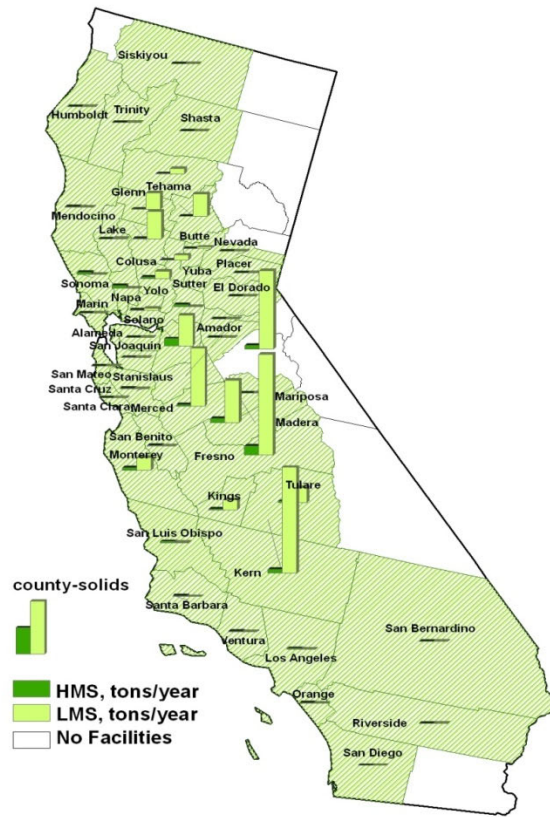 Siskiyou
Humboldt
Trinity
Shasta
Glenn
Tehama
Mendocino
Lake
Butte
Nevada
Colusa
Yuba
Placer
Sonoma
Napa
Yolo
Sutter
El Dorado
Marin
Solano
Alameda
Amador
San Joaquin
San Mateo
Stanislaus
Santa Cruz
Santa Clara
Merced
Mariposa
Madera
San Benito
Monterey
Fresno
Kings
Tulare
San Luis Obispo
Kern
county-solids
Santa Barbara
San Bernardino
Ventura
Los Angeles
HMS, tons/year
LMS, tons/year
No Facilities
Orange
Riverside
San Diego